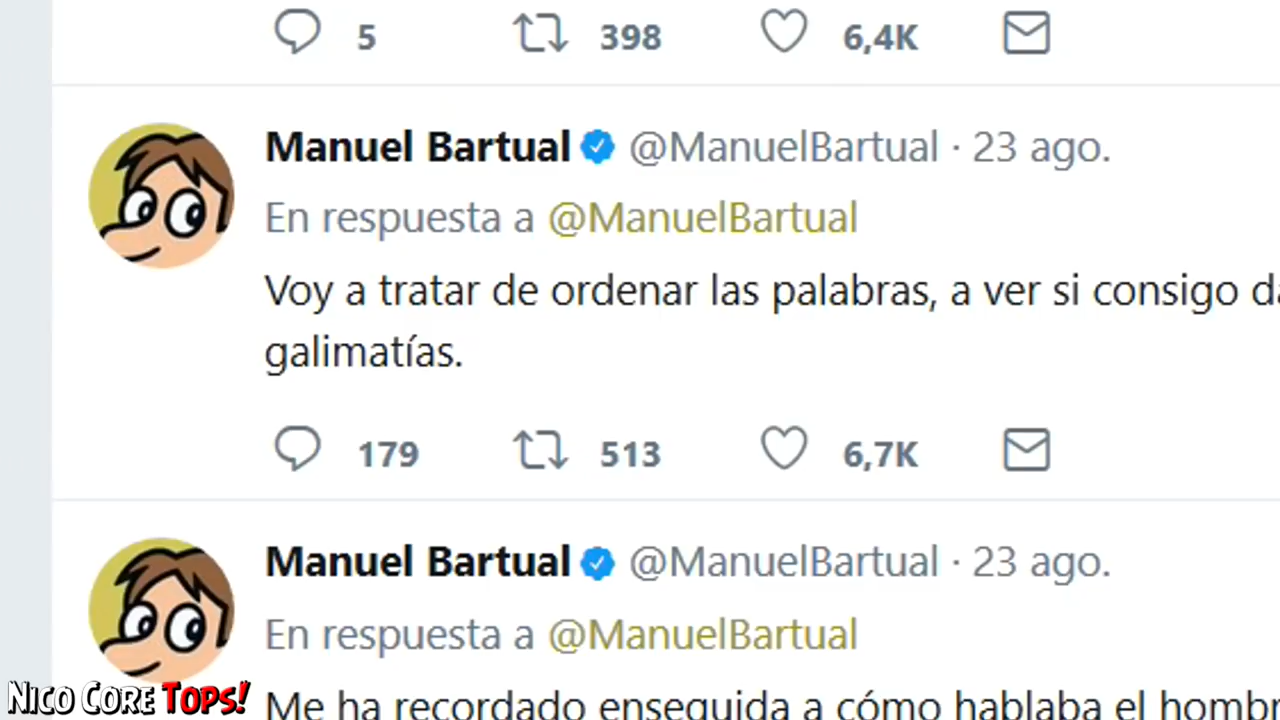 5 398 6,4K
Manuel Bartual @ManuelBartual · 23 ago.
En respuesta a @ManuelBartual
Voy a tratar de ordenar las palabras, a ver si consigo
galimatías.
179 513 6,7K
Manuel Bartual @ManuelBartual · 23 ago.
En respuesta a @ManuelBartual
Me ha recordado enseguida a cómo hablaba el
NICO CORE TOPS!